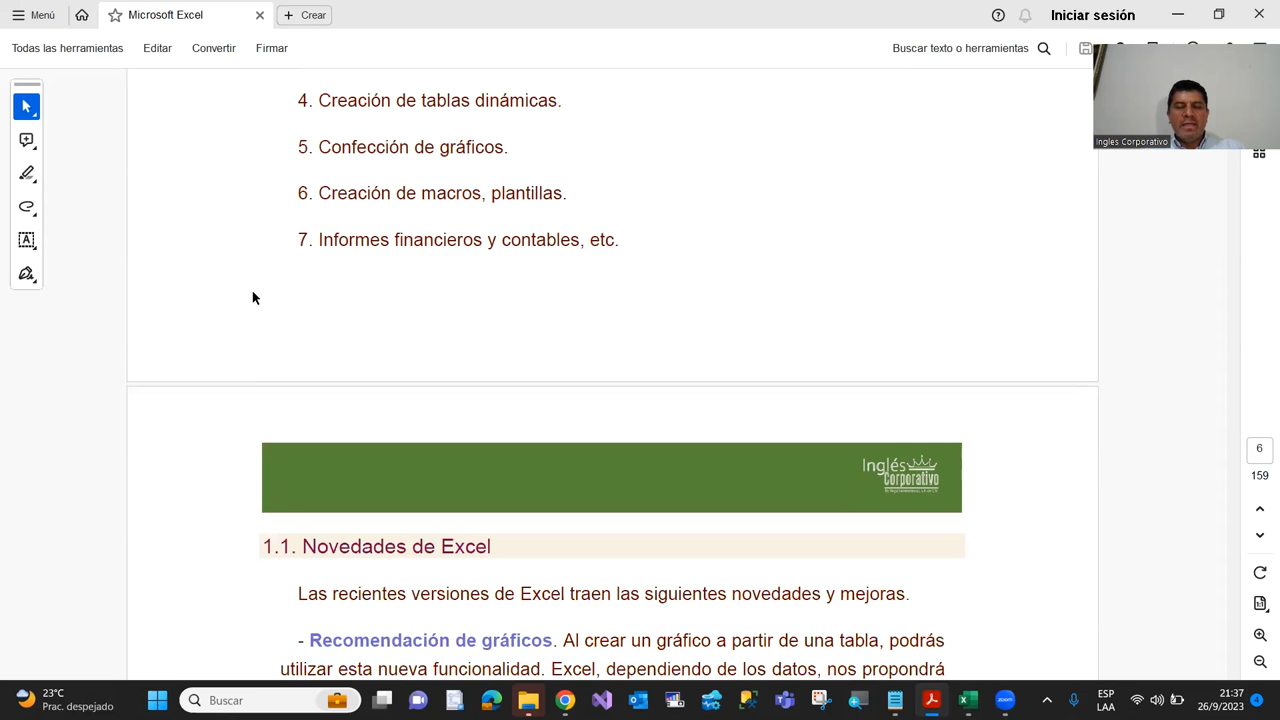 Menú
Microsoft Excel
Crear
Iniciar sesión
Todas las herramientas
Editar
Convertir
Firmar
Buscar texto o herramientas
4. Creación de tablas dinámicas.
5. Confección de gráficos.
6. Creación de macros, plantillas.
7. Informes financieros y contables, etc.
Ingles Corporativo
Inglés
Corporativo
1.1. Novedades de Excel
Las recientes versiones de Excel traen las siguientes novedades y mejoras.
- Recomendación de gráficos. Al crear un gráfico a partir de una tabla, podrás
utilizar esta nueva funcionalidad. Excel, dependiendo de los datos, nos propondrá
6
159
23°C
Prac. despejado
Buscar
ESP
LAA
21:37
26/9/2023
4